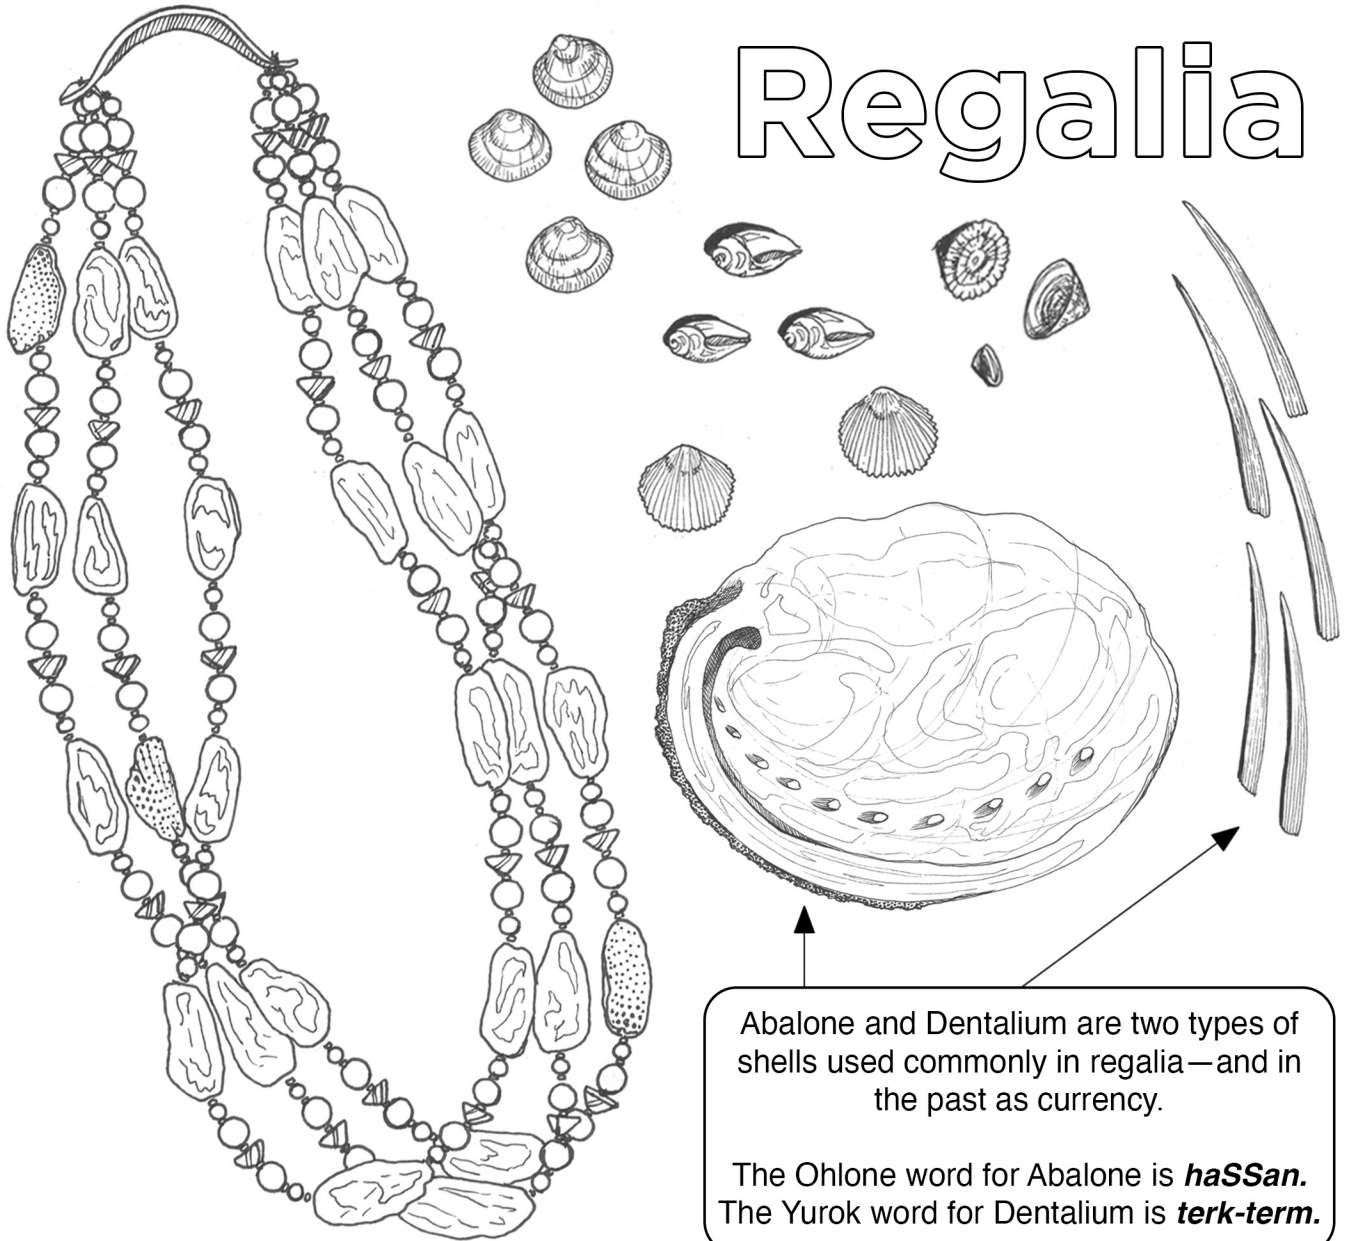 Regalia
Abalone and Dentalium are two types of
shells used commonly in regalia—and in
the past as currency.
The Ohlone word for Abalone is haSSan.
The Yurok word for Dentalium is terk-term.